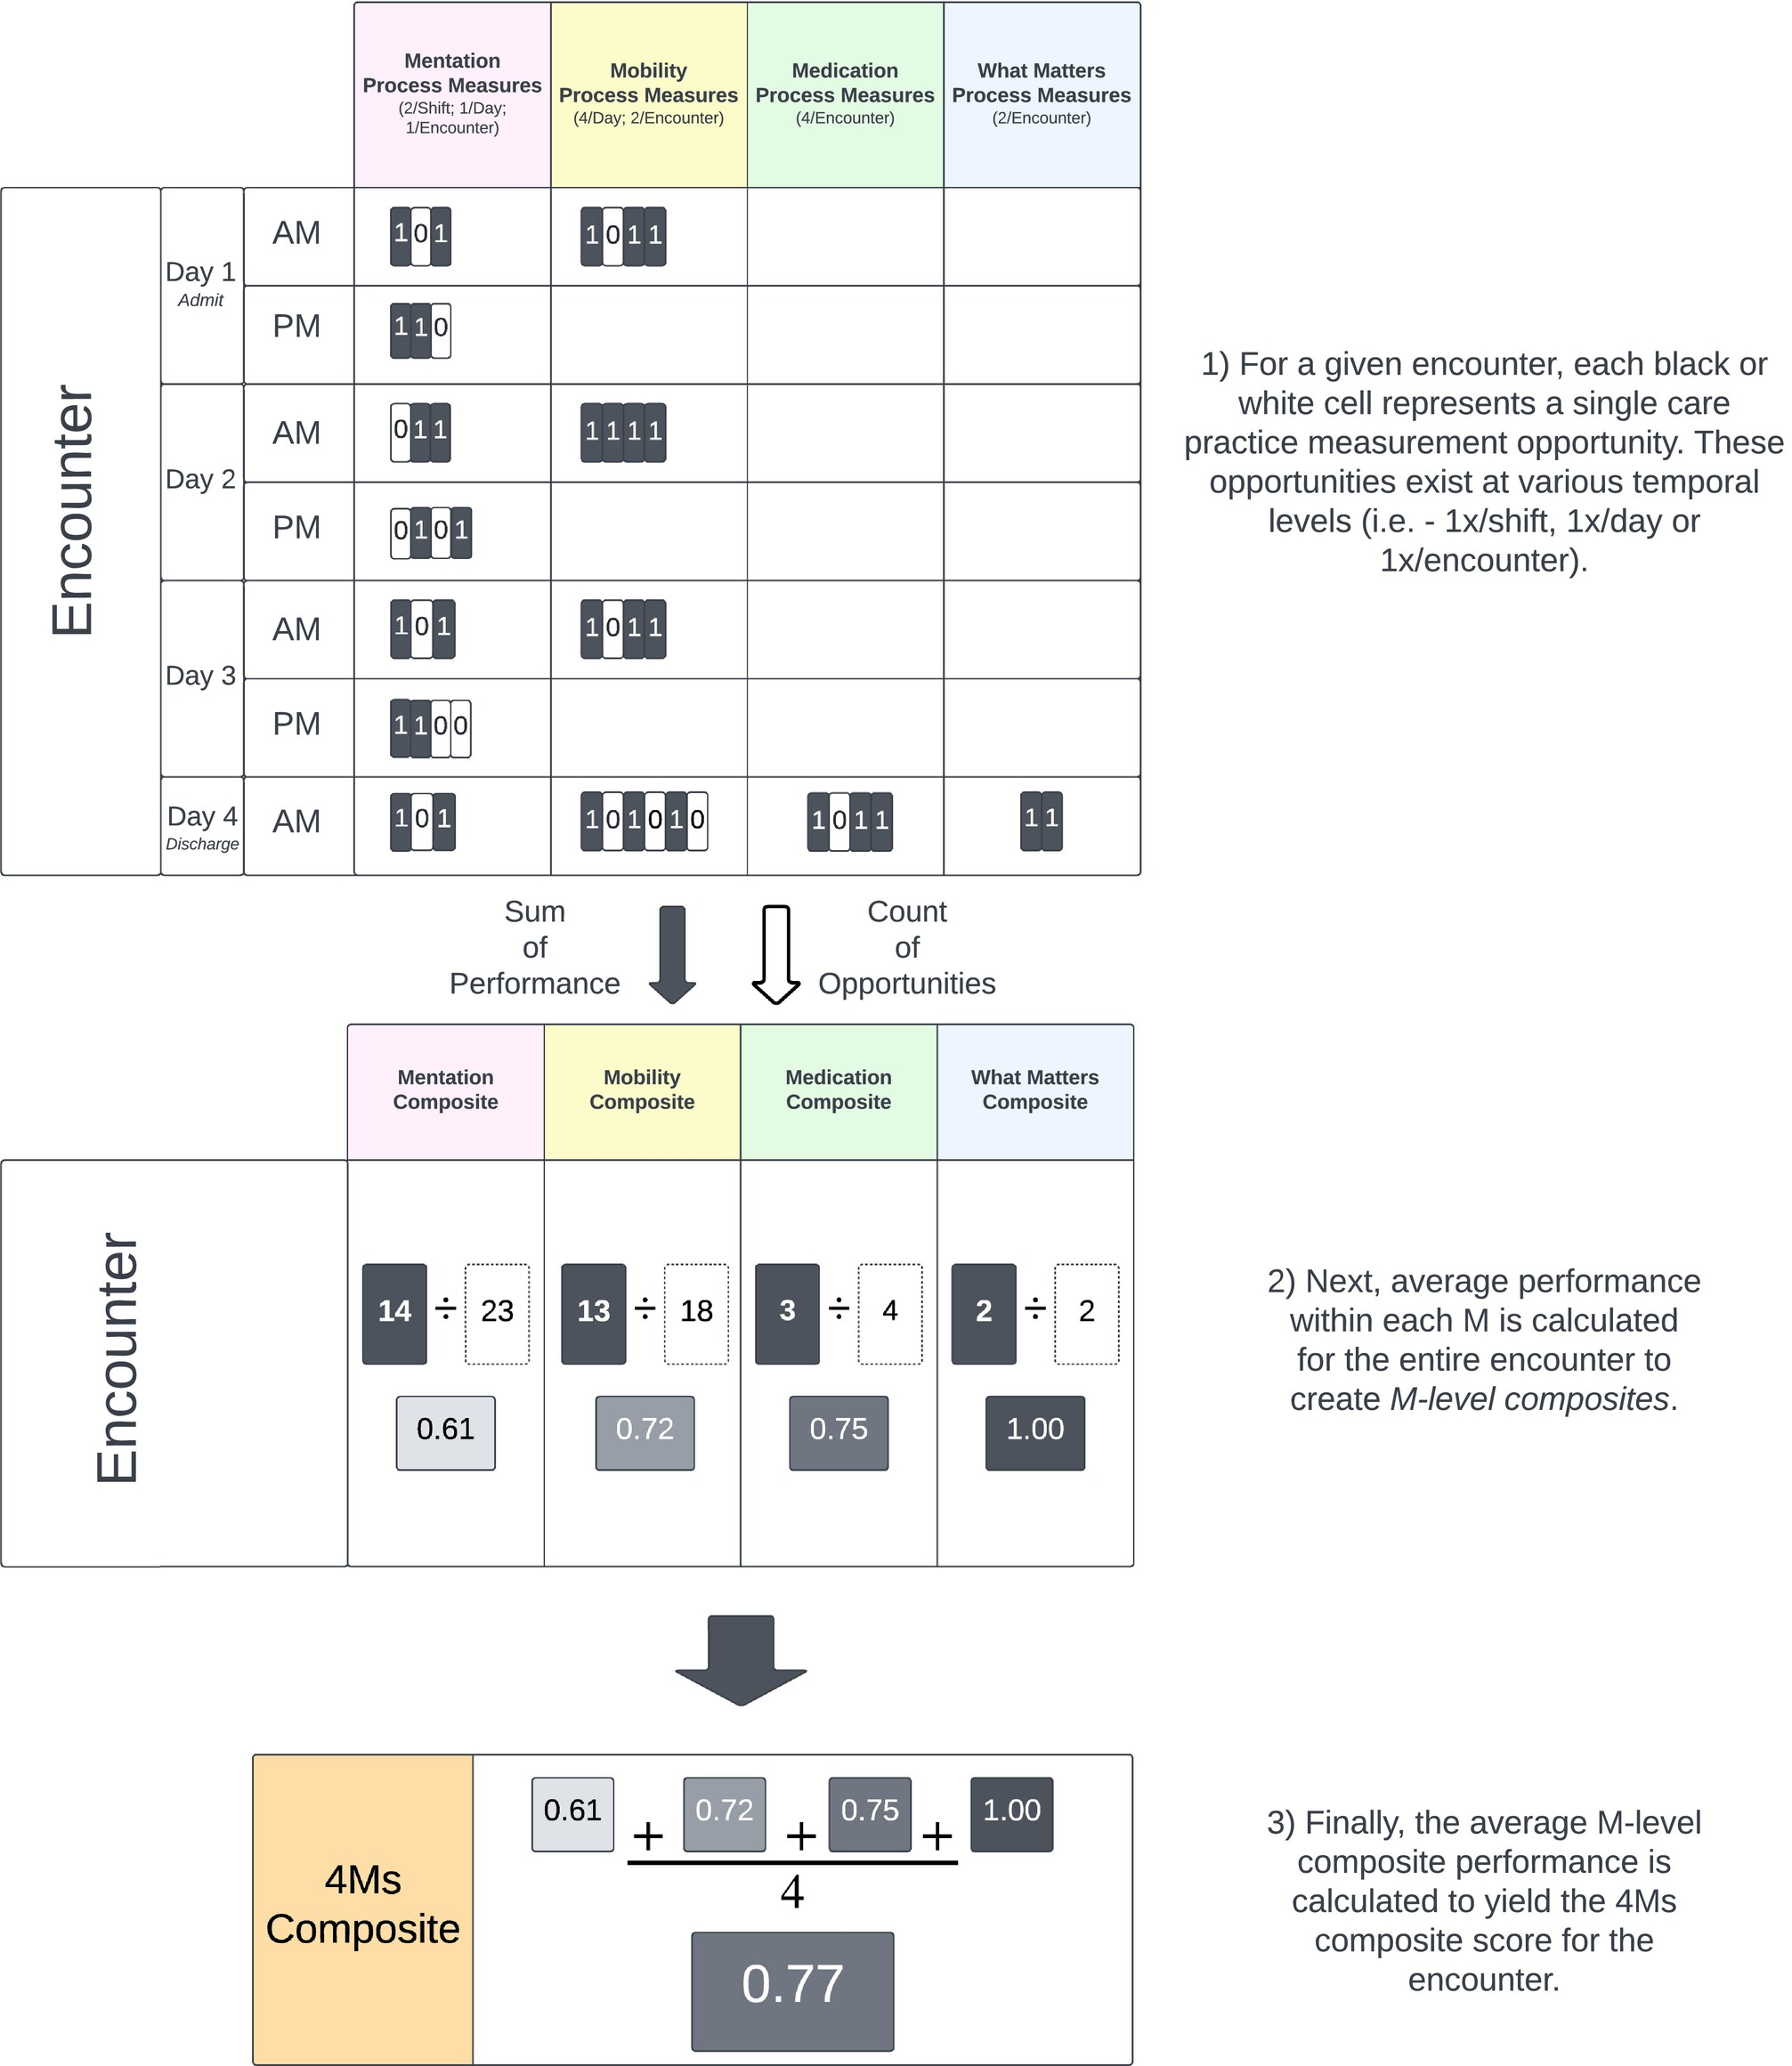 Mentation
Process Measures
(2/Shift; 1/Day;
1/Encounter)
Mobility
Process Measures
(4/Day; 2/Encounter)
Medication
Process Measures
(4/Encounter)
What Matters
Process Measures
(2/Encounter)
Encounter
Day 1
Admit
AM
1 0 1
1 0 1 1
PM
1 1 0
Day 2
AM
0 1 1
1 1 1 1
PM
0 1 0 1
Day 3
AM
1 0 1
1 0 1 1
PM
1 1 0 0
Day 4
Discharge
AM
1 0 1
1 0 1 0 1 0
1 0 1 1
1 1
1) For a given encounter, each black or
white cell represents a single care
practice measurement opportunity. These
opportunities exist at various temporal
levels (i.e. - 1x/shift, 1x/day or
1x/encounter).
Sum
of
Performance
Count
of
Opportunities
Mentation
Composite
Mobility
Composite
Medication
Composite
What Matters
Composite
Encounter
14 ÷ 23
13 ÷ 18
3 ÷ 4
2 ÷ 2
0.61
0.72
0.75
1.00
2) Next, average performance
within each M is calculated
for the entire encounter to
create M-level composites.
4Ms
Composite
0.61 + 0.72 + 0.75 + 1.00
4
0.77
3) Finally, the average M-level
composite performance is
calculated to yield the 4Ms
composite score for the
encounter.